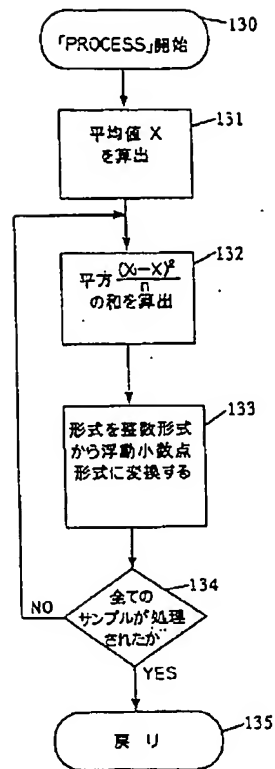 130
「PROCESS」開始
131
平均値 X
を算出
132
平方 (X-X)²/n
の和を算出
133
形式を整数形式
から浮動小数点
形式に変換する
134
全ての
サンプルが処理
されたか
NO
YES
135
戻り